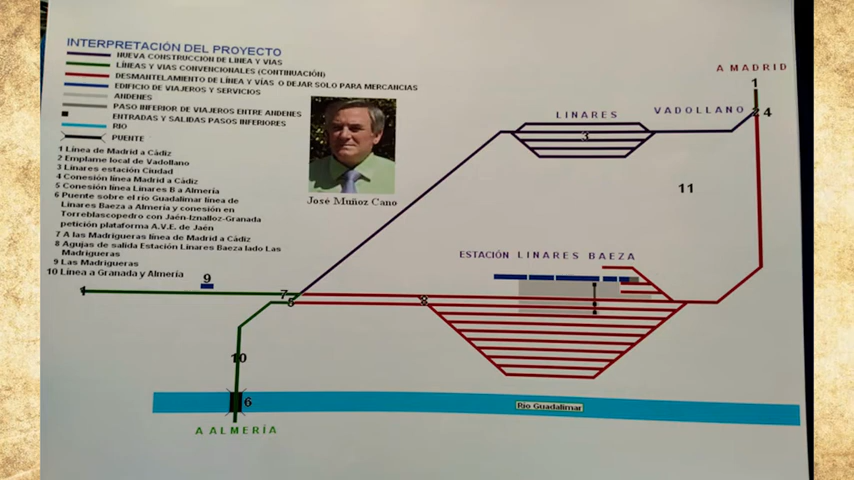 INTERPRETACIÓN DEL PROYECTO
NUEVA CONSTRUCCIÓN DE LÍNEA Y VIAS
LÍNEAS Y VIAS CONVENCIONALES (CONTINUACIÓN)
DESMANTELAMIENTO DE LÍNEA Y VÍAS O DEJAR SOLO PARA MERCANCIAS
EDIFICIO DE VIAJEROS Y SERVICIOS
ANDENES
PASO INFERIOR DE VIAJEROS ENTRE ANDENES
ENTRADAS Y SALIDAS PASOS INFERIORES
RIO
PUENTE
1 Línea de Madrid a Cádiz
2 Emplame local de Vadollano
3 Linares estación Ciudad
4 Conesión línea Madrid a Cádiz
5 Conesión línea Linares B a Almería
6 Puente sobre el río Guadalimar línea de
Linares Baeza a Almería y conesión en
Torreblascopedro con Jaén-Iznalloz-Granada
petición plataforma A.V.E. de Jaén
7 A las Madrigueras línea de Madrid a Cádiz
8 Agujas de salida Estación Linares Baeza lado Las
Madrigueras
9 Las Madrigueras
10 Línea a Granada y Almería
José Muñoz Cano
A MADRID
1
LINARES
VADOLLANO
2 4
3
11
ESTACIÓN LINARES BAEZA
9
1
7
5
8
10
6
Río Guadalimar
A ALMERÍA